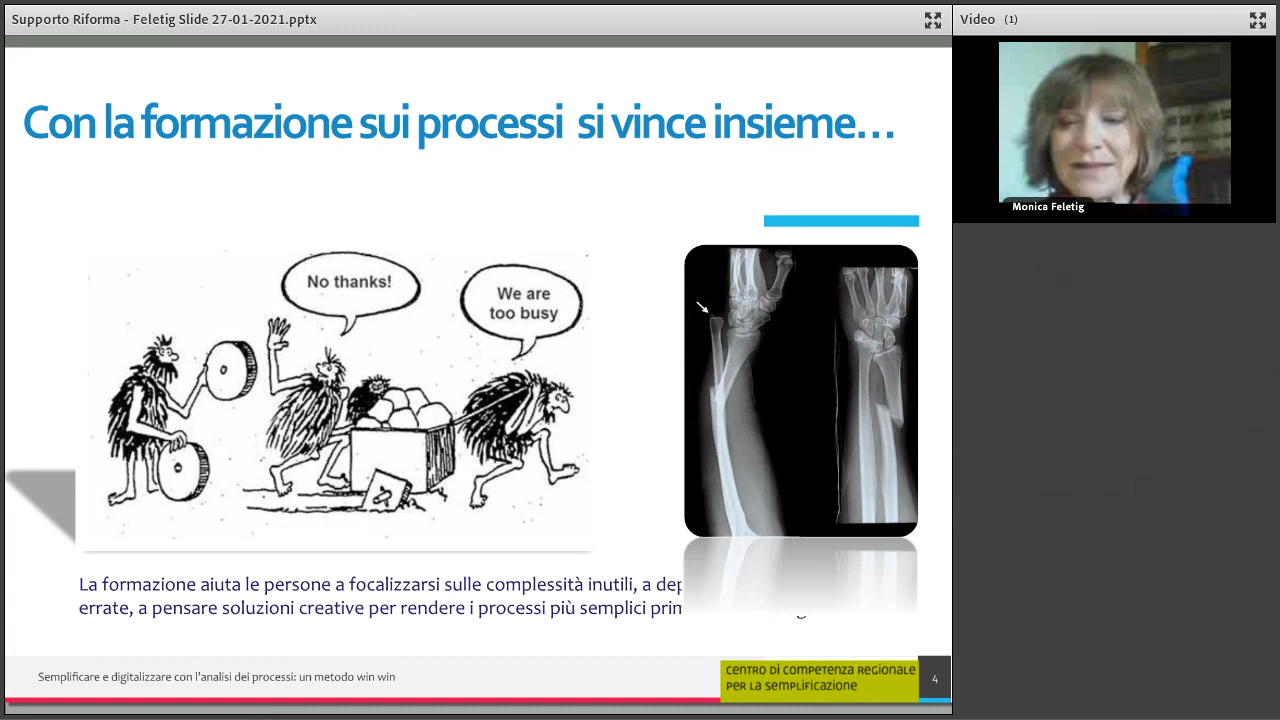 Supporto Riforma - Feletig Slide 27-01-2021.pptx
Video (1)
Con la formazione sui processi si vince insieme...
Monica Feletig
No thanks!
We are
too busy
La formazione aiuta le persone a focalizzarsi sulle complessità inutili, a
errate, a pensare soluzioni creative per rendere i processi più semplici
Semplificare e digitalizzare con l'analisi dei processi: un metodo win win
CENTRO DI COMPETENZA REGIONALE
PER LA SEMPLIFICAZIONE
4